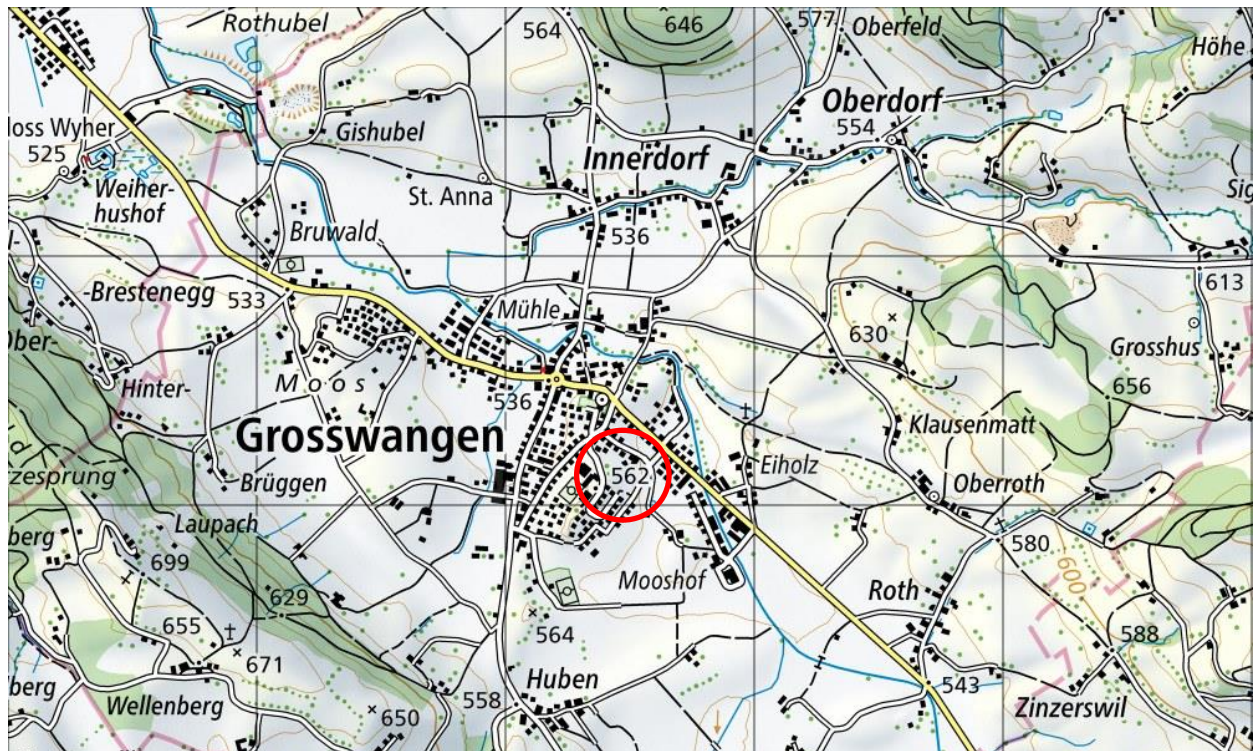 Rothubel
564
646
577
Oberfeld
Höhe
loss Wyher
525
Gishubel
Oberdorf
554
Innerdorf
Weiher-
hushof
St. Anna
Sig
Bruwald
536
-Brestenegg
533
Mühle
630
613
Grosshus
ber-
Hinter-
Moos
536
656
Grosswangen
Klausenmatt
zesprung
Brüggen
562
Eiholz
Oberroth
Laupach
berg
699
580
Mooshof
600
Roth
629
655
564
588
671
lberg
Wellenberg
650
558
Huben
543
Zinzerswil